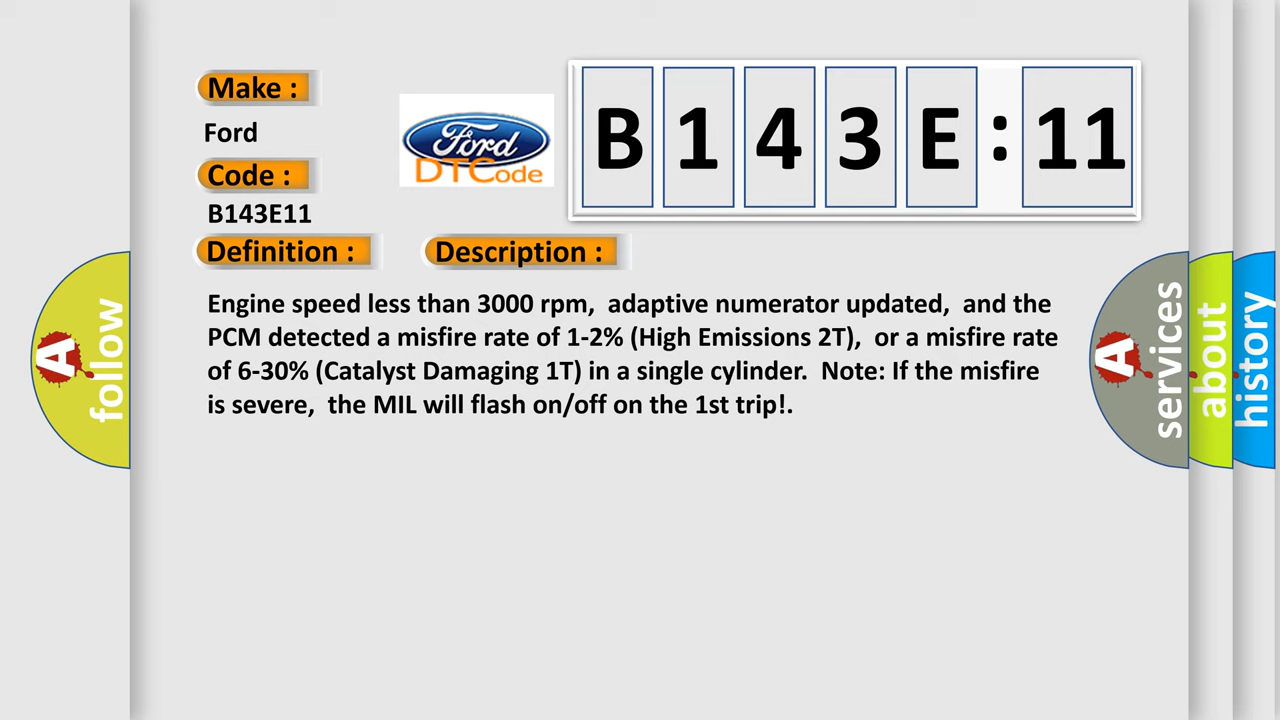 Make :
Ford
Code :
B143E11
Ford
DTCode
B143E:11
Definition :
Description :
Engine speed less than 3000 rpm, adaptive numerator updated, and the
PCM detected a misfire rate of 1-2% (High Emissions 2T), or a misfire rate
of 6-30% (Catalyst Damaging 1T) in a single cylinder. Note: If the misfire
is severe, the MIL will flash on/off on the 1st trip!.
A
follow
A
services
about
history